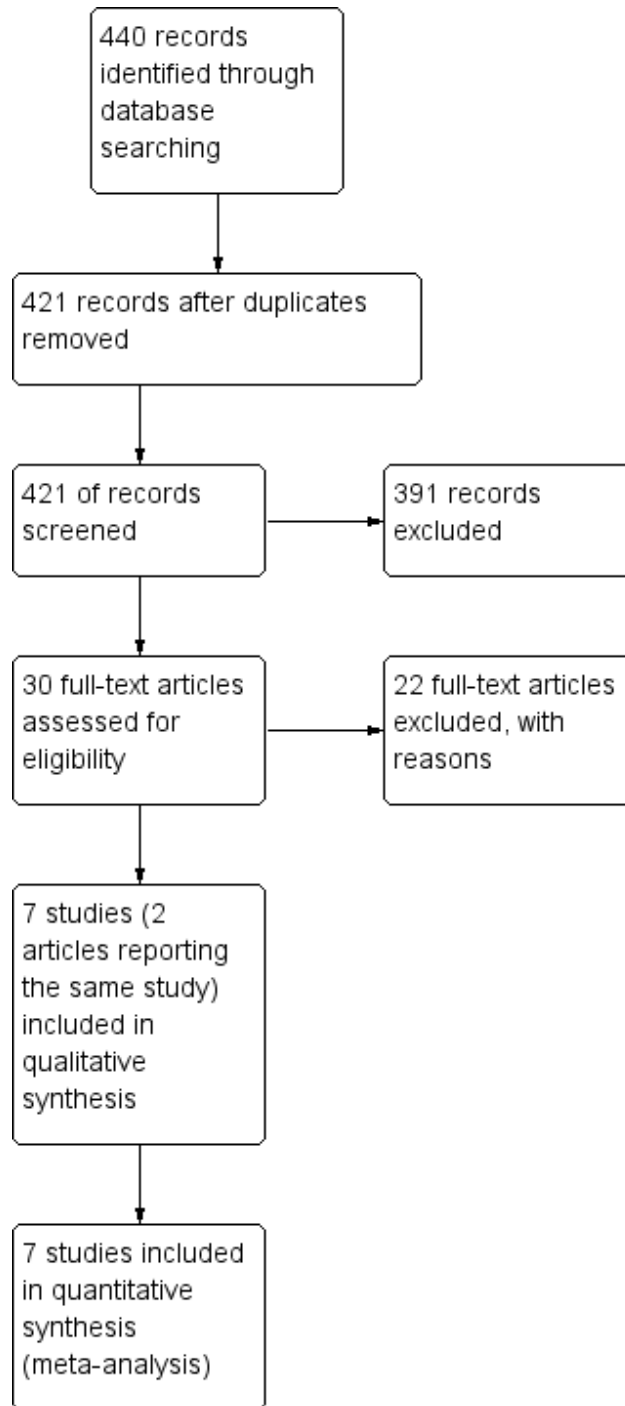 440 records
identified through
database
searching
421 records after duplicates
removed
421 of records
screened
391 records
excluded
30 full-text articles
assessed for
eligibility
22 full-text articles
excluded, with
reasons
7 studies (2
articles reporting
the same study)
included in
qualitative
synthesis
7 studies included
in quantitative
synthesis
(meta-analysis)